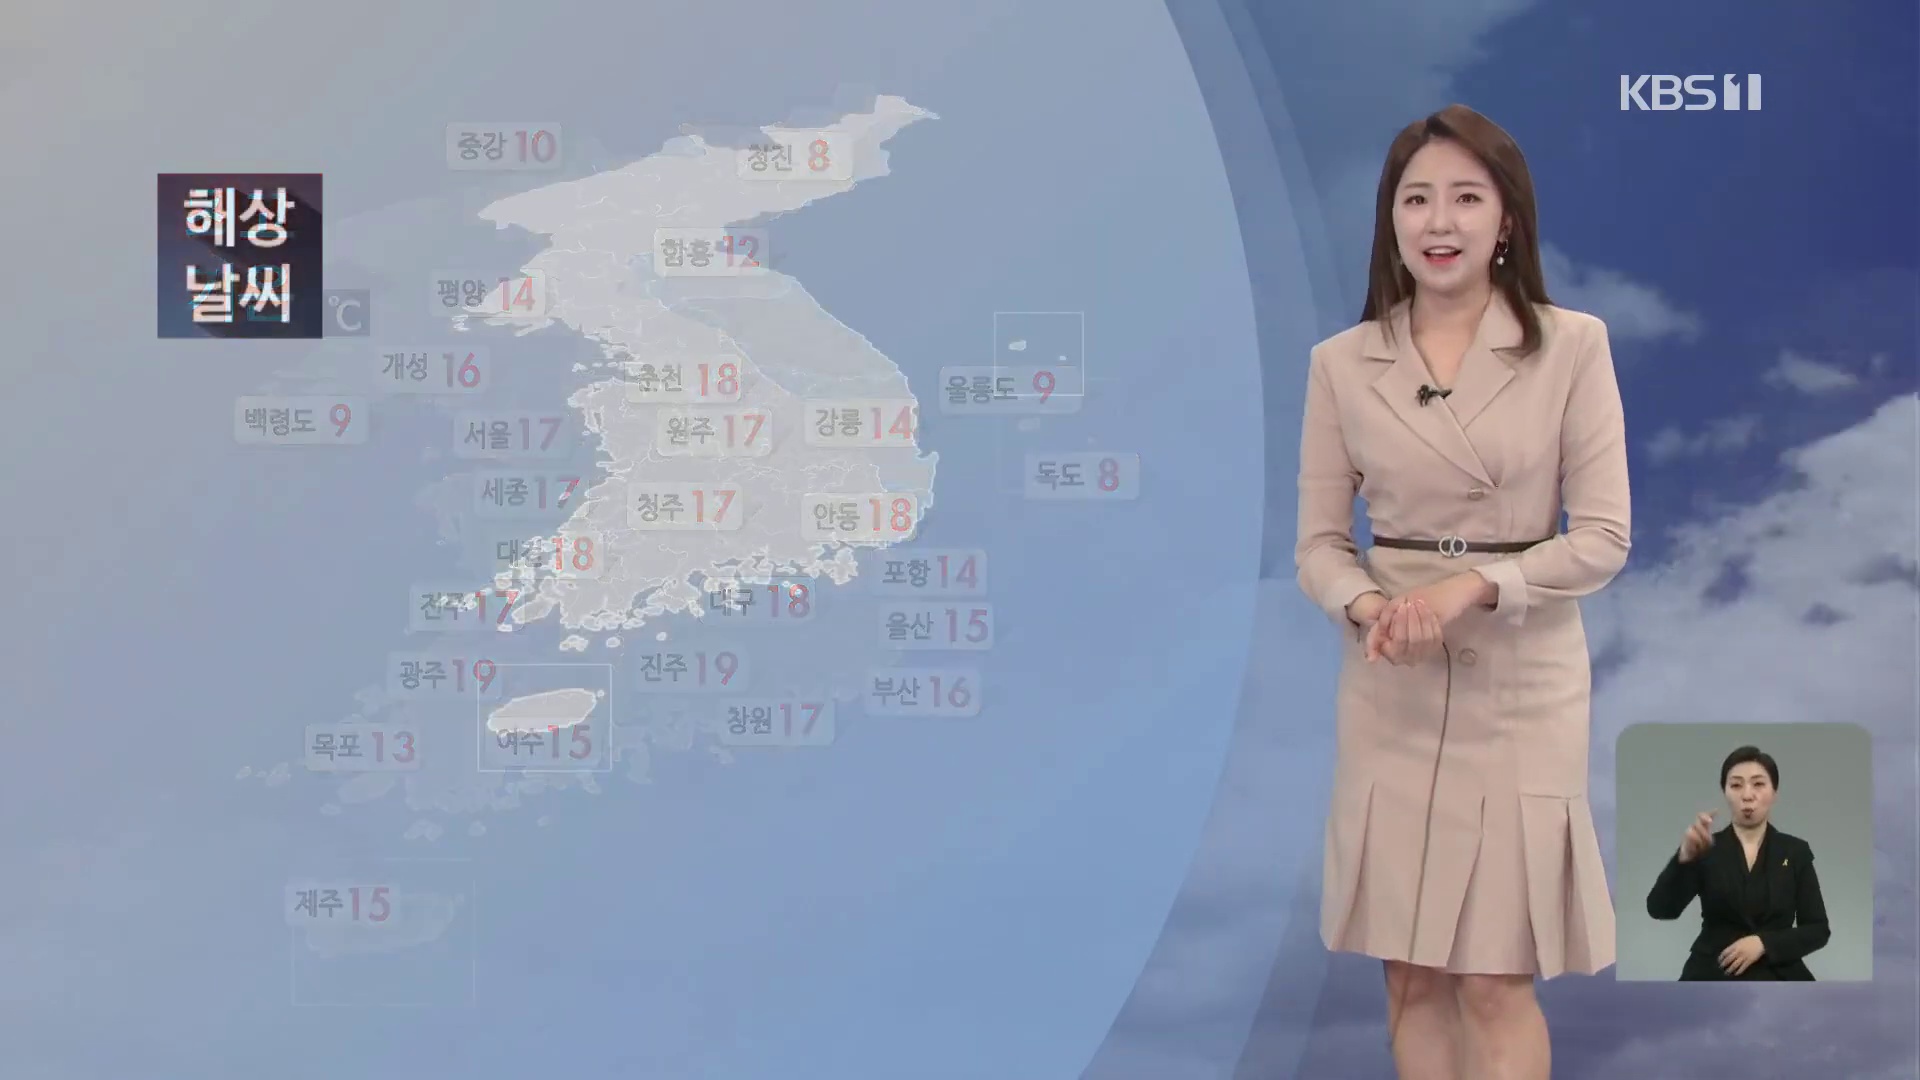 KBS 1
해상
날씨
℃
중강 10
청진 8
함흥 12
평양 14
개성 16
춘천 18
백령도 9
서울 17
원주 17
강릉 14
울릉도 9
독도 8
세종 17
청주 17
안동 18
대전 18
포항 14
전주 17
대구 18
울산 15
광주 19
진주 19
부산 16
창원 17
목포 13
여수 15
제주 15